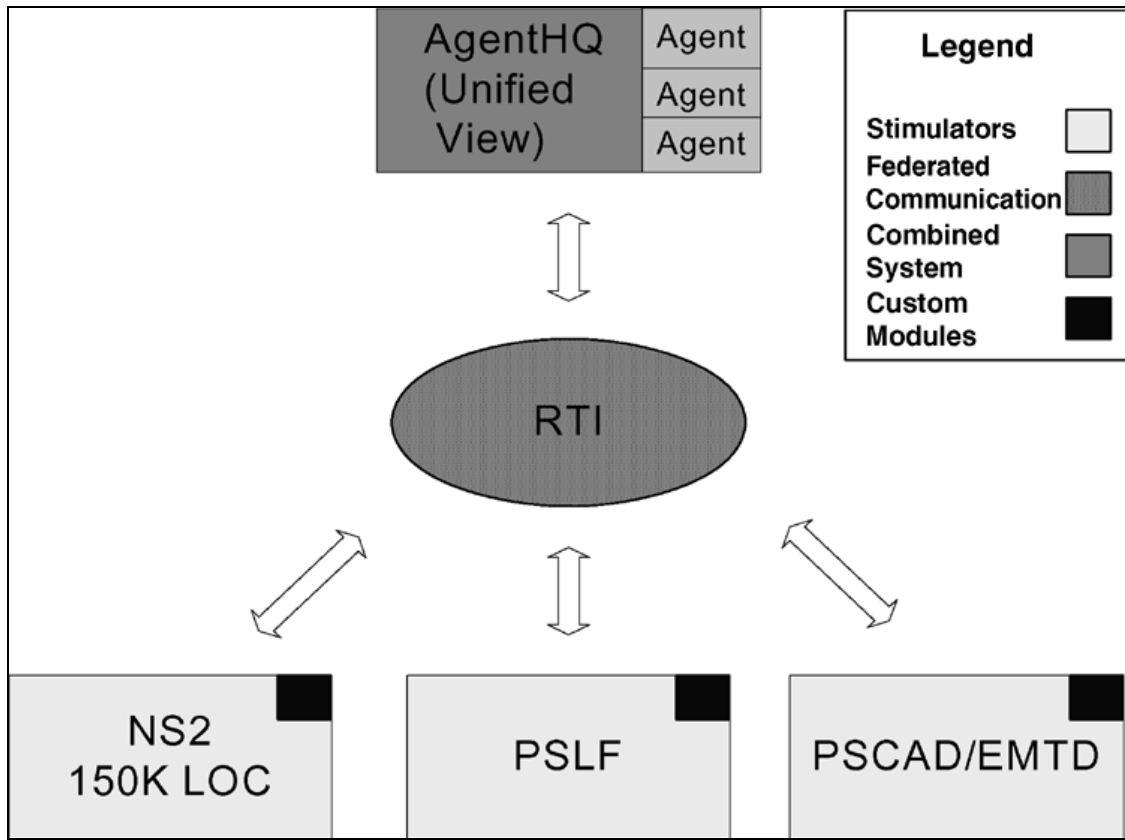 AgentHQ
(Unified
View)
Agent
Agent
Agent
Legend
Stimulators
Federated
Communication
Combined
System
Custom
Modules
RTI
NS2
150K LOC
PSLF
PSCAD/EMTD